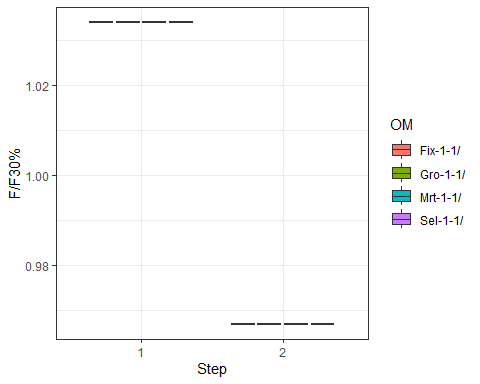 F/F30%
1.02
1.00
0.98
1
2
Step
OM
Fix-1-1/
Gro-1-1/
Mrt-1-1/
Sel-1-1/